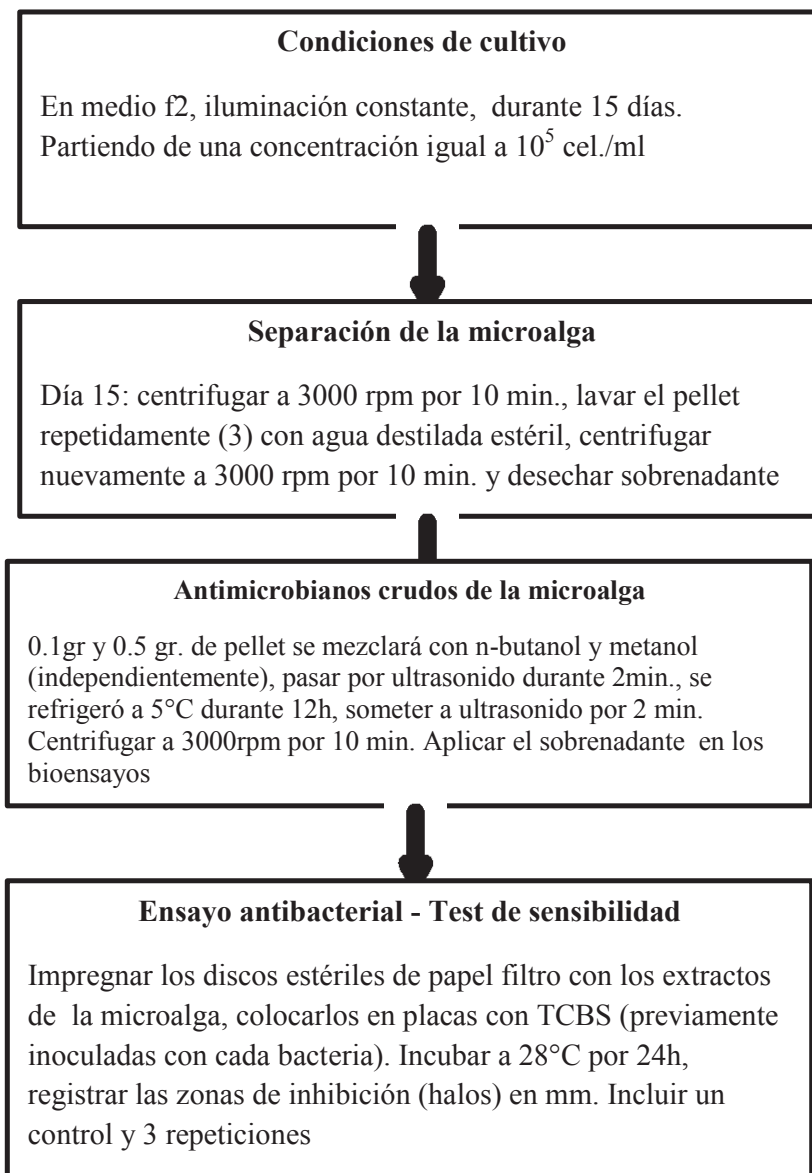 Condiciones de cultivo
En medio f2, iluminación constante, durante 15 días.
Partiendo de una concentración igual a 10⁵ cel./ml
Separación de la microalga
Día 15: centrifugar a 3000 rpm por 10 min., lavar el pellet
repetidamente (3) con agua destilada estéril, centrifugar
nuevamente a 3000 rpm por 10 min. y desechar sobrenadante
Antimicrobianos crudos de la microalga
0.1gr y 0.5 gr. de pellet se mezclará con n-butanol y metanol
(independientemente), pasar por ultrasonido durante 2min., se
refrigeró a 5°C durante 12h, someter a ultrasonido por 2 min.
Centrifugar a 3000rpm por 10 min. Aplicar el sobrenadante en los
bioensayos
Ensayo antibacterial - Test de sensibilidad
Impregnar los discos estériles de papel filtro con los extractos
de la microalga, colocarlos en placas con TCBS (previamente
inoculadas con cada bacteria). Incubar a 28°C por 24h,
registrar las zonas de inhibición (halos) en mm. Incluir un
control y 3 repeticiones